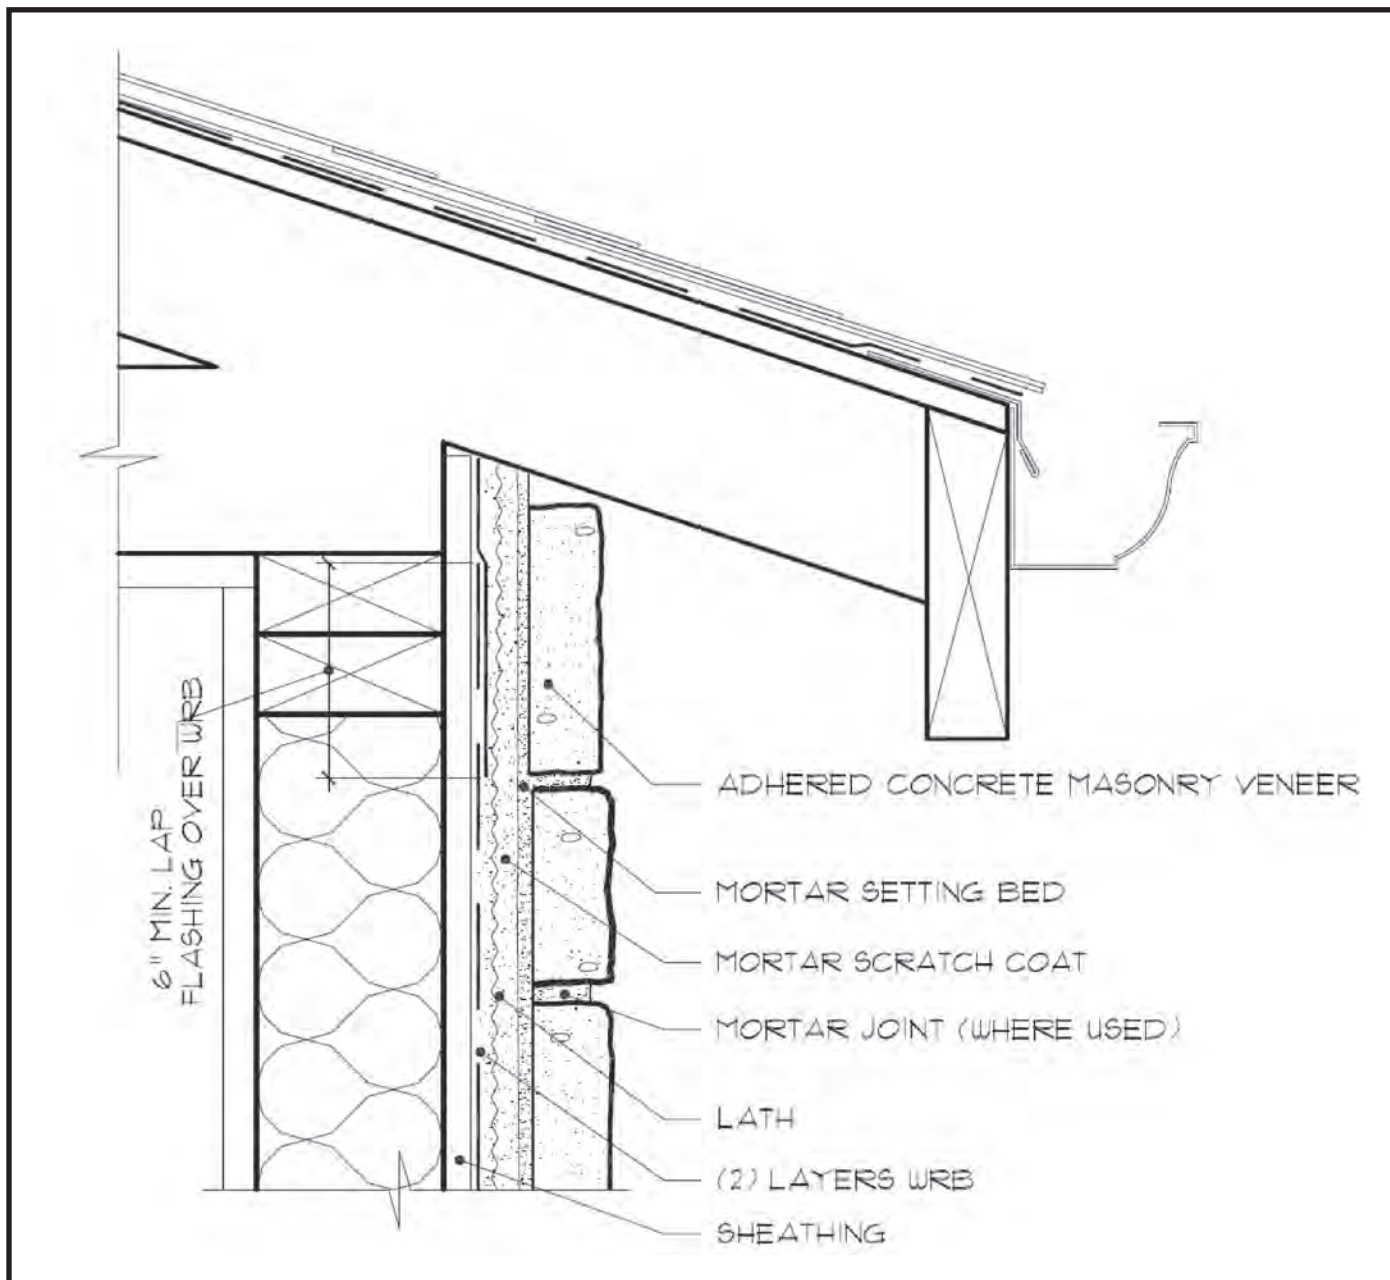 6" MIN. LAP
FLASHING OVER WRB
ADHERED CONCRETE MASONRY VENEER
MORTAR SETTING BED
MORTAR SCRATCH COAT
MORTAR JOINT (WHERE USED)
LATH
(2) LAYERS WRB
SHEATHING